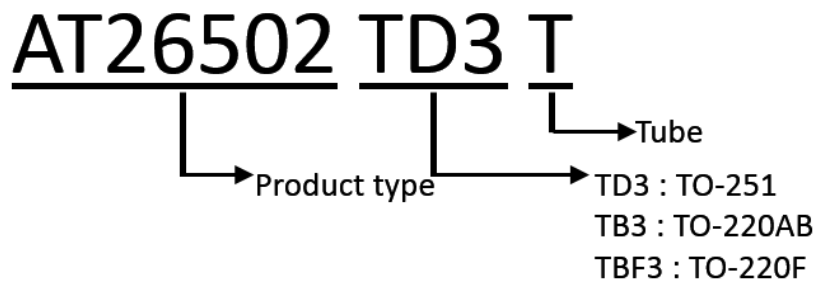 AT26502 TD3 T
Tube
Product type
TD3 : TO-251
TB3 : TO-220AB
TBF3 : TO-220F